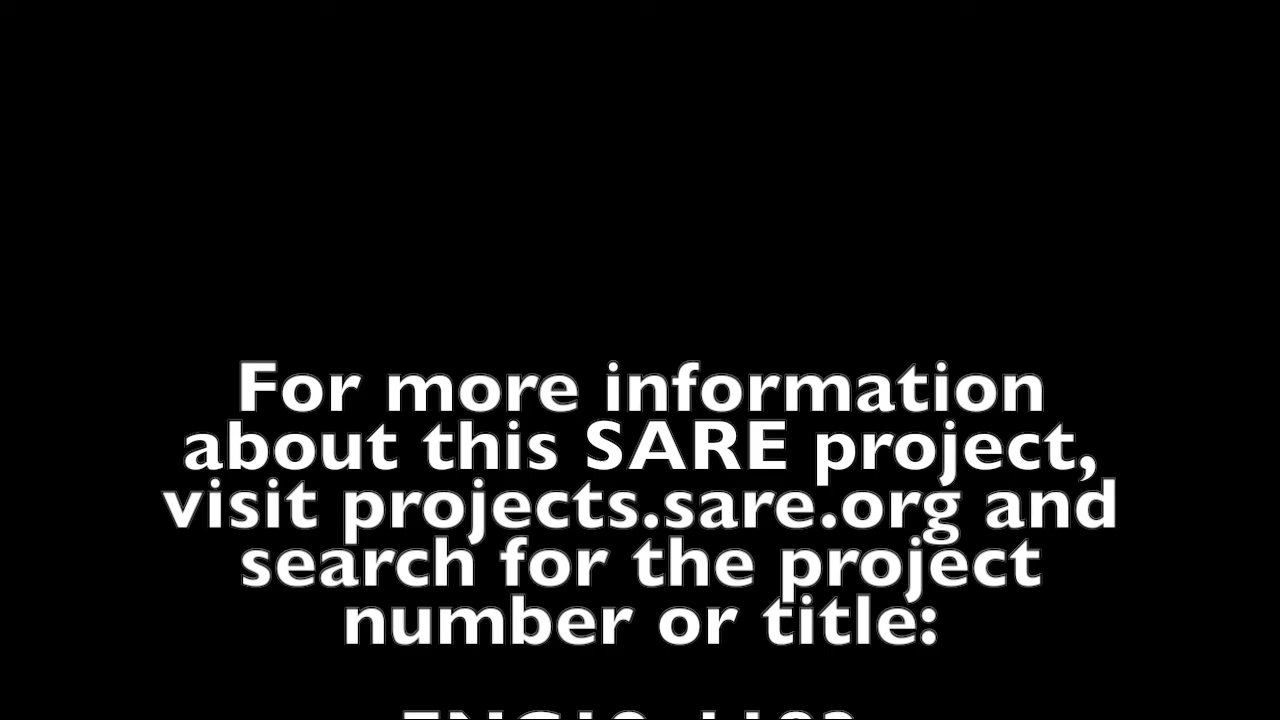 For more information
about this SARE project,
visit projects.sare.org and
search for the project
number or title: